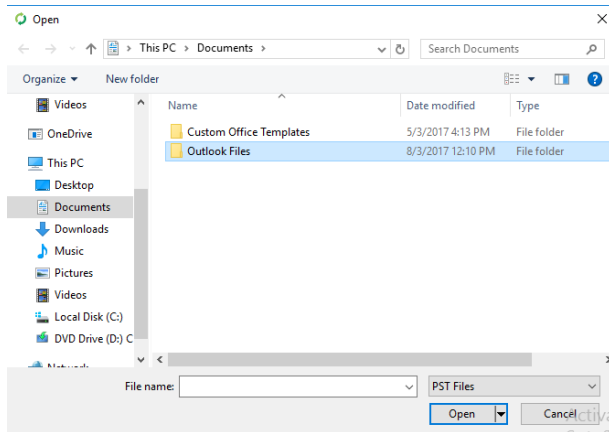 Open
This PC > Documents >
Search Documents
Organize
New folder
Name
Date modified
Type
Custom Office Templates
5/3/2017 4:13 PM
File folder
Outlook Files
8/3/2017 12:10 PM
File folder
Videos
OneDrive
This PC
Desktop
Documents
Downloads
Music
Pictures
Videos
Local Disk (C:)
DVD Drive (D:) C
File name:
PST Files
Open
Cancel